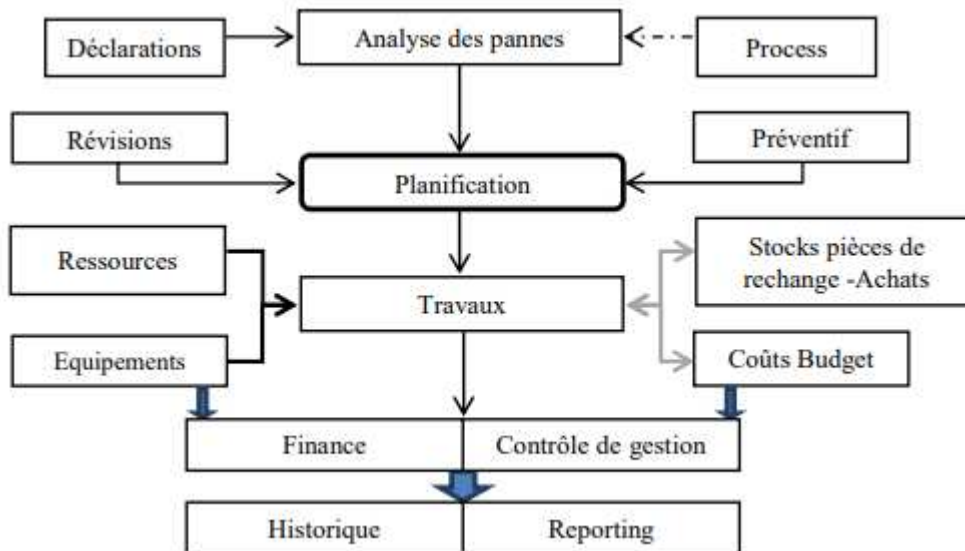 Déclarations
Analyse des pannes
Process
Révisions
Préventif
Planification
Ressources
Stocks pièces de
rechange -Achats
Travaux
Equipements
Coûts Budget
Finance
Contrôle de gestion
Historique
Reporting